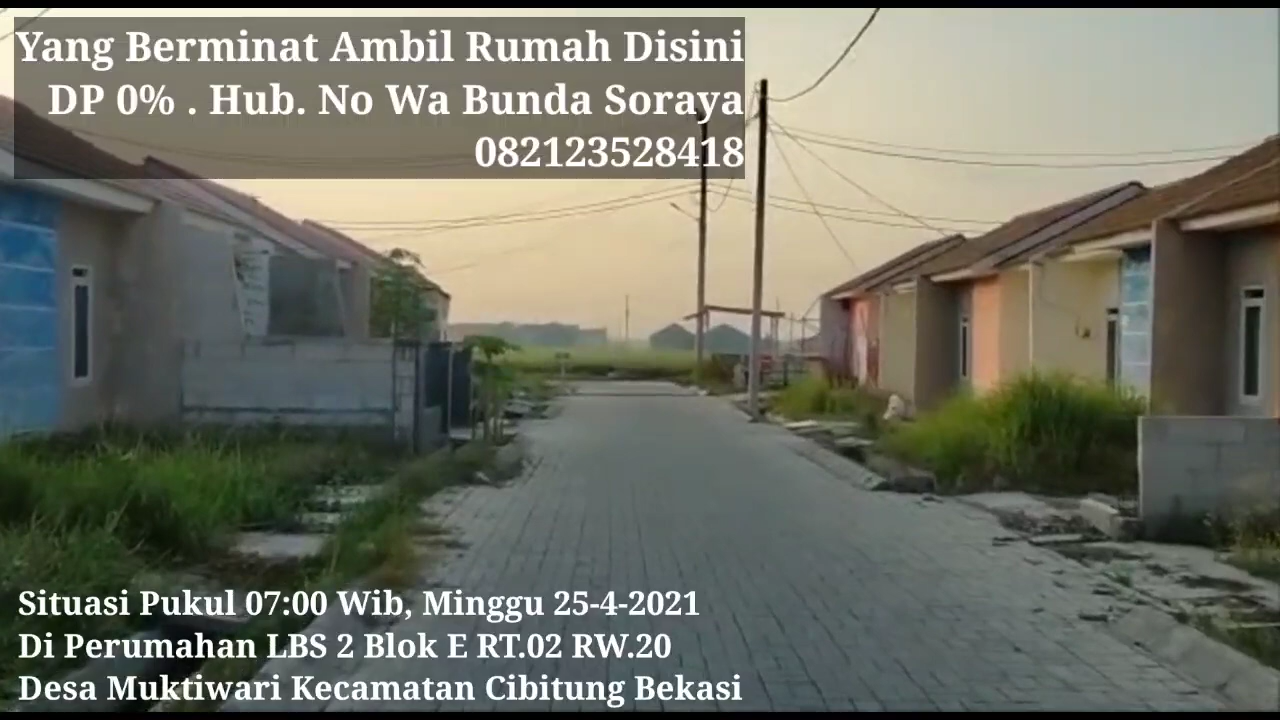 Yang Berminat Ambil Rumah Disini
DP 0% . Hub. No Wa Bunda Soraya
082123528418
Situasi Pukul 07:00 Wib, Minggu 25-4-2021
Di Perumahan LBS 2 Blok E RT.02 RW.20
Desa Muktiwari Kecamatan Cibitung Bekasi